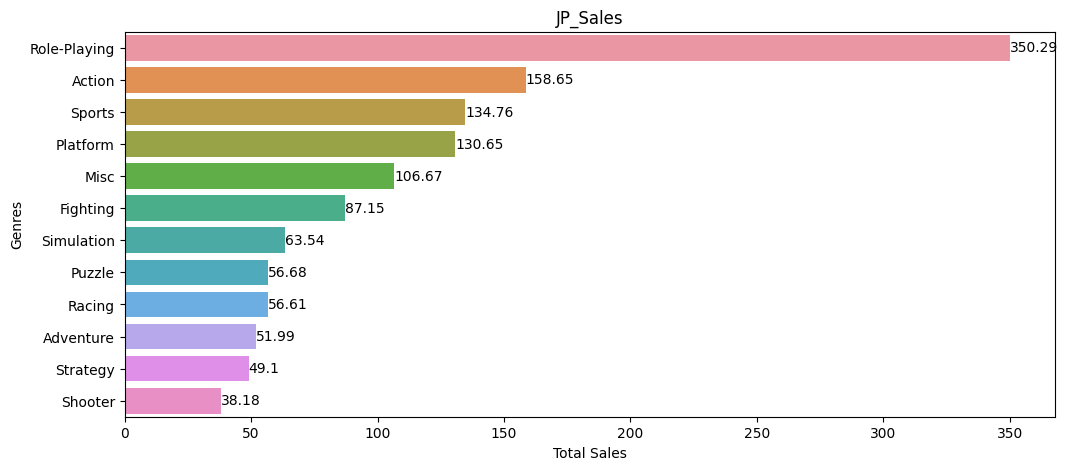 JP_Sales
Genres
Role-Playing 350.29
Action 158.65
Sports 134.76
Platform 130.65
Misc 106.67
Fighting 87.15
Simulation 63.54
Puzzle 56.68
Racing 56.61
Adventure 51.99
Strategy 49.1
Shooter 38.18
0 50 100 150 200 250 300 350
Total Sales